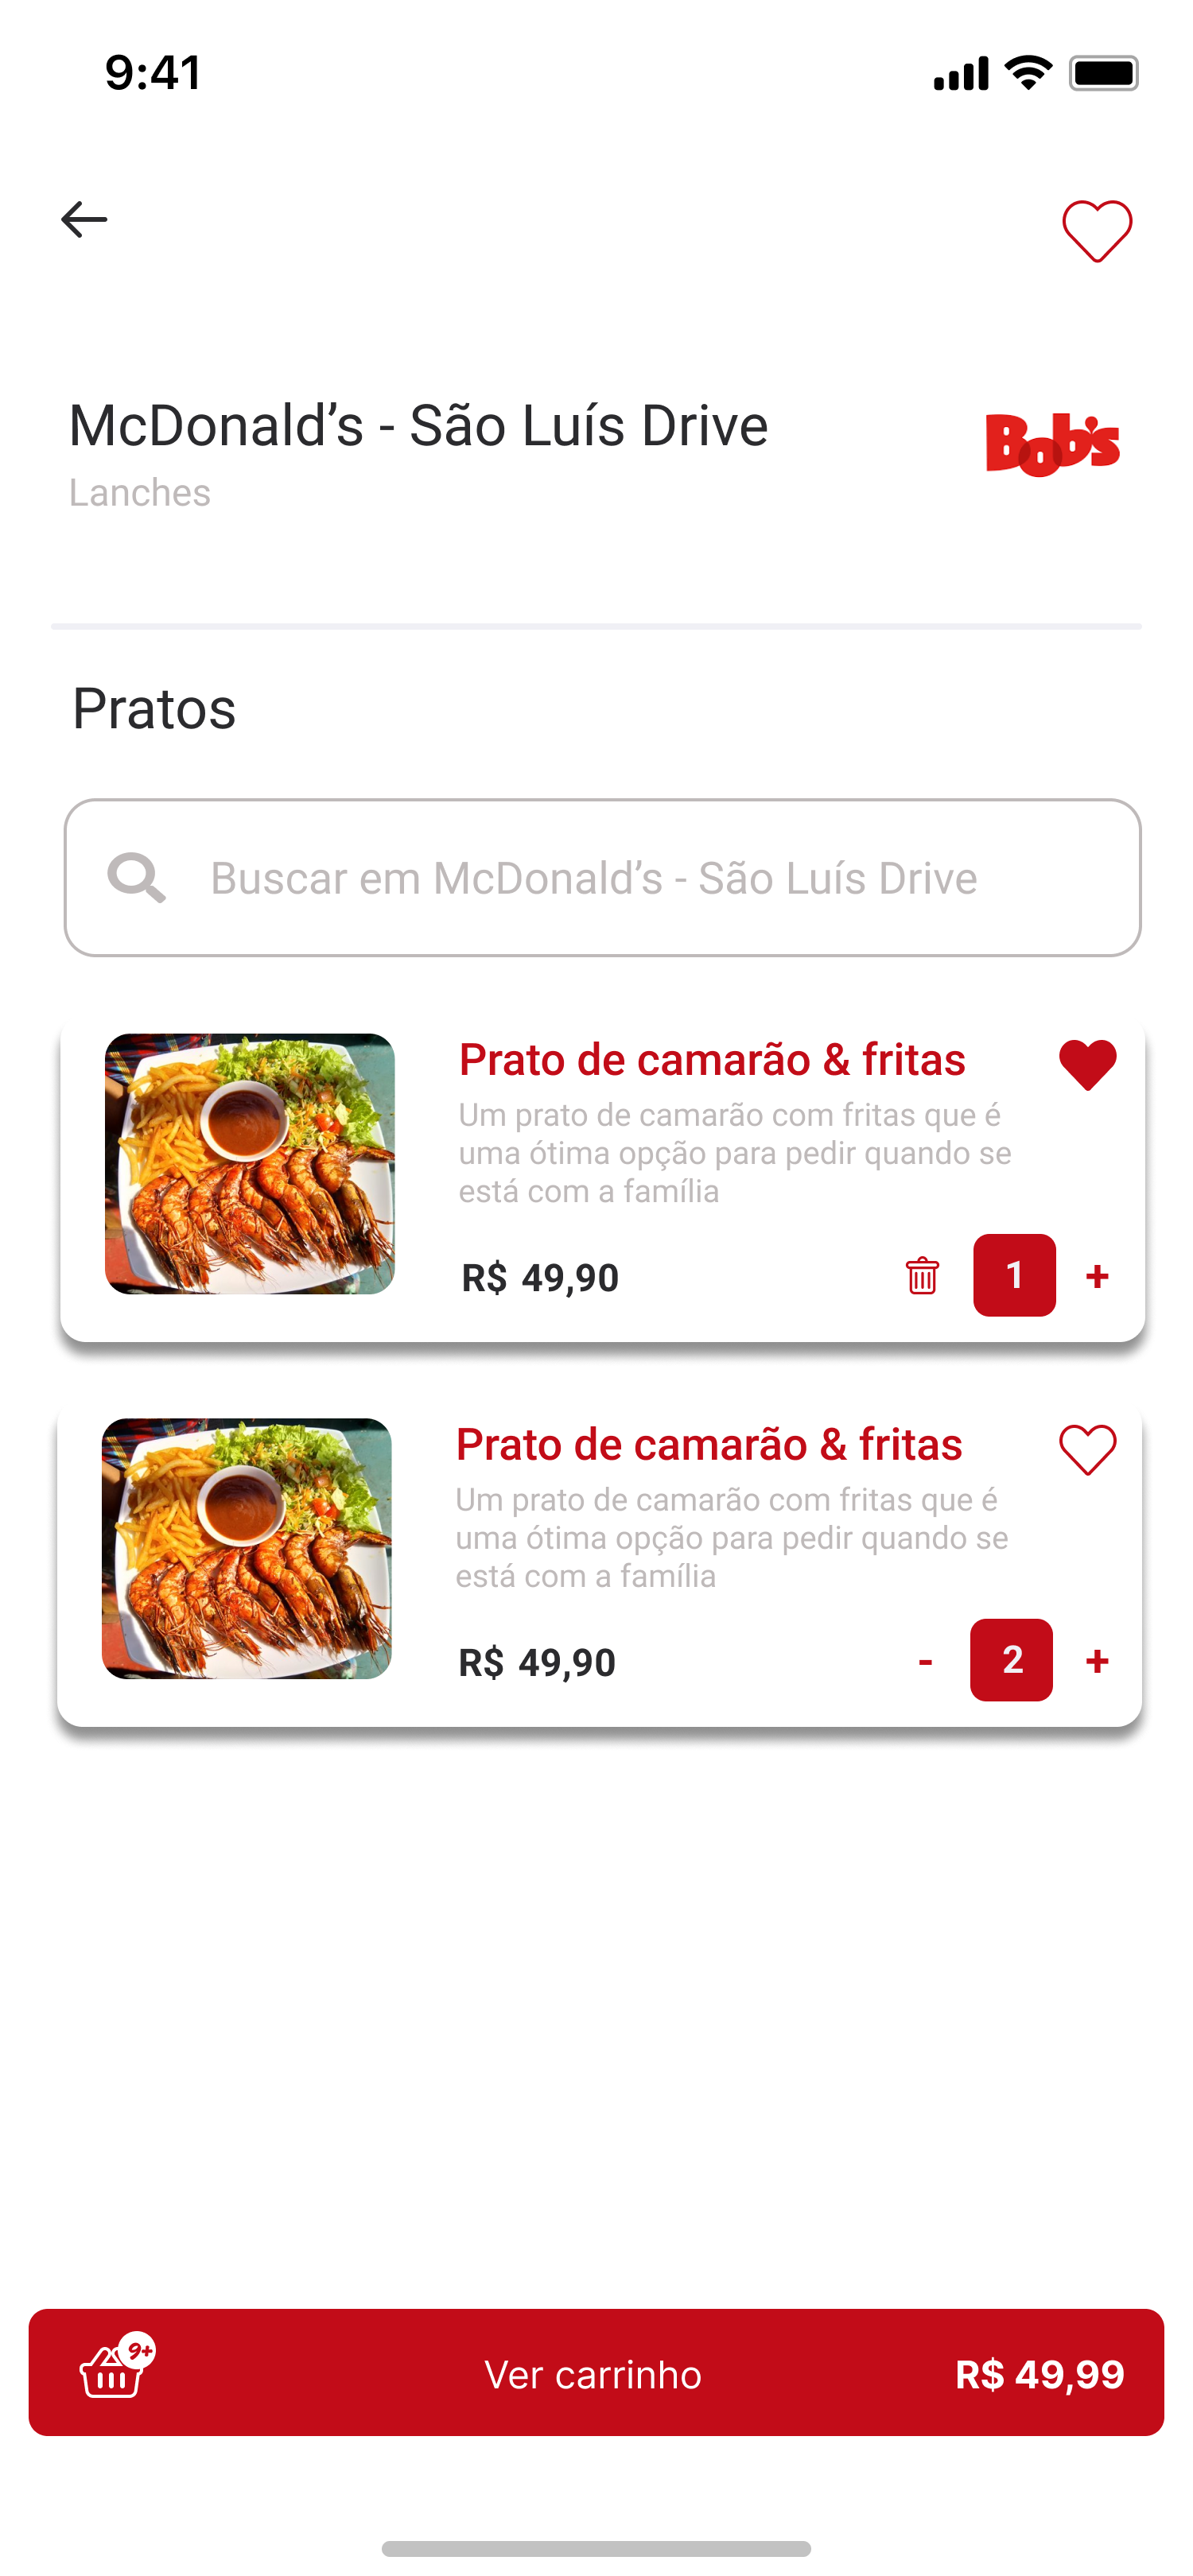 9:41
McDonald’s - São Luís Drive
Bob's
Lanches
Pratos
Buscar em McDonald’s - São Luís Drive
Prato de camarão & fritas
Um prato de camarão com fritas que é
uma ótima opção para pedir quando se
está com a família
R$ 49,90
1 +
Prato de camarão & fritas
Um prato de camarão com fritas que é
uma ótima opção para pedir quando se
está com a família
R$ 49,90
- 2 +
9+
Ver carrinho
R$ 49,99